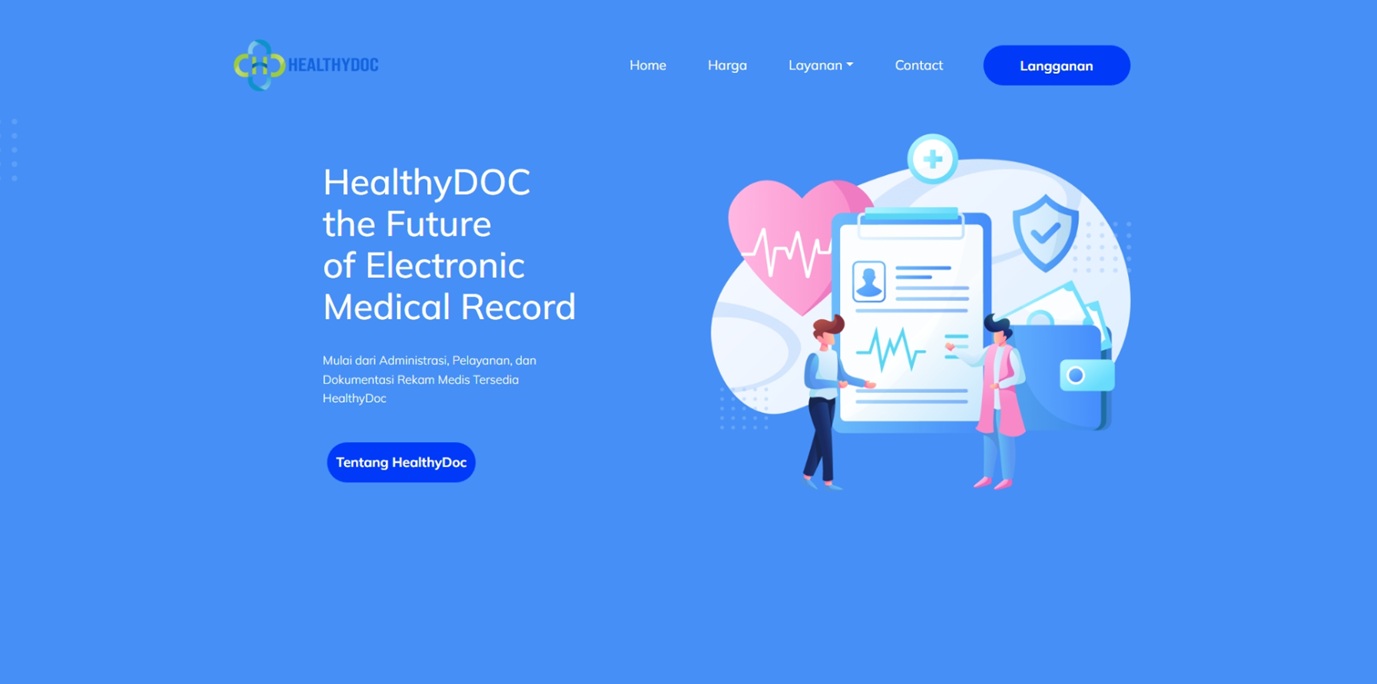 HEALTHYDOC
Home
Harga
Layanan
Contact
Langganan
HealthyDOC
the Future
of Electronic
Medical Record
Mulai dari Administrasi, Pelayanan, dan
Dokumentasi Rekam Medis Tersedia
HealthyDoc
Tentang HealthyDoc